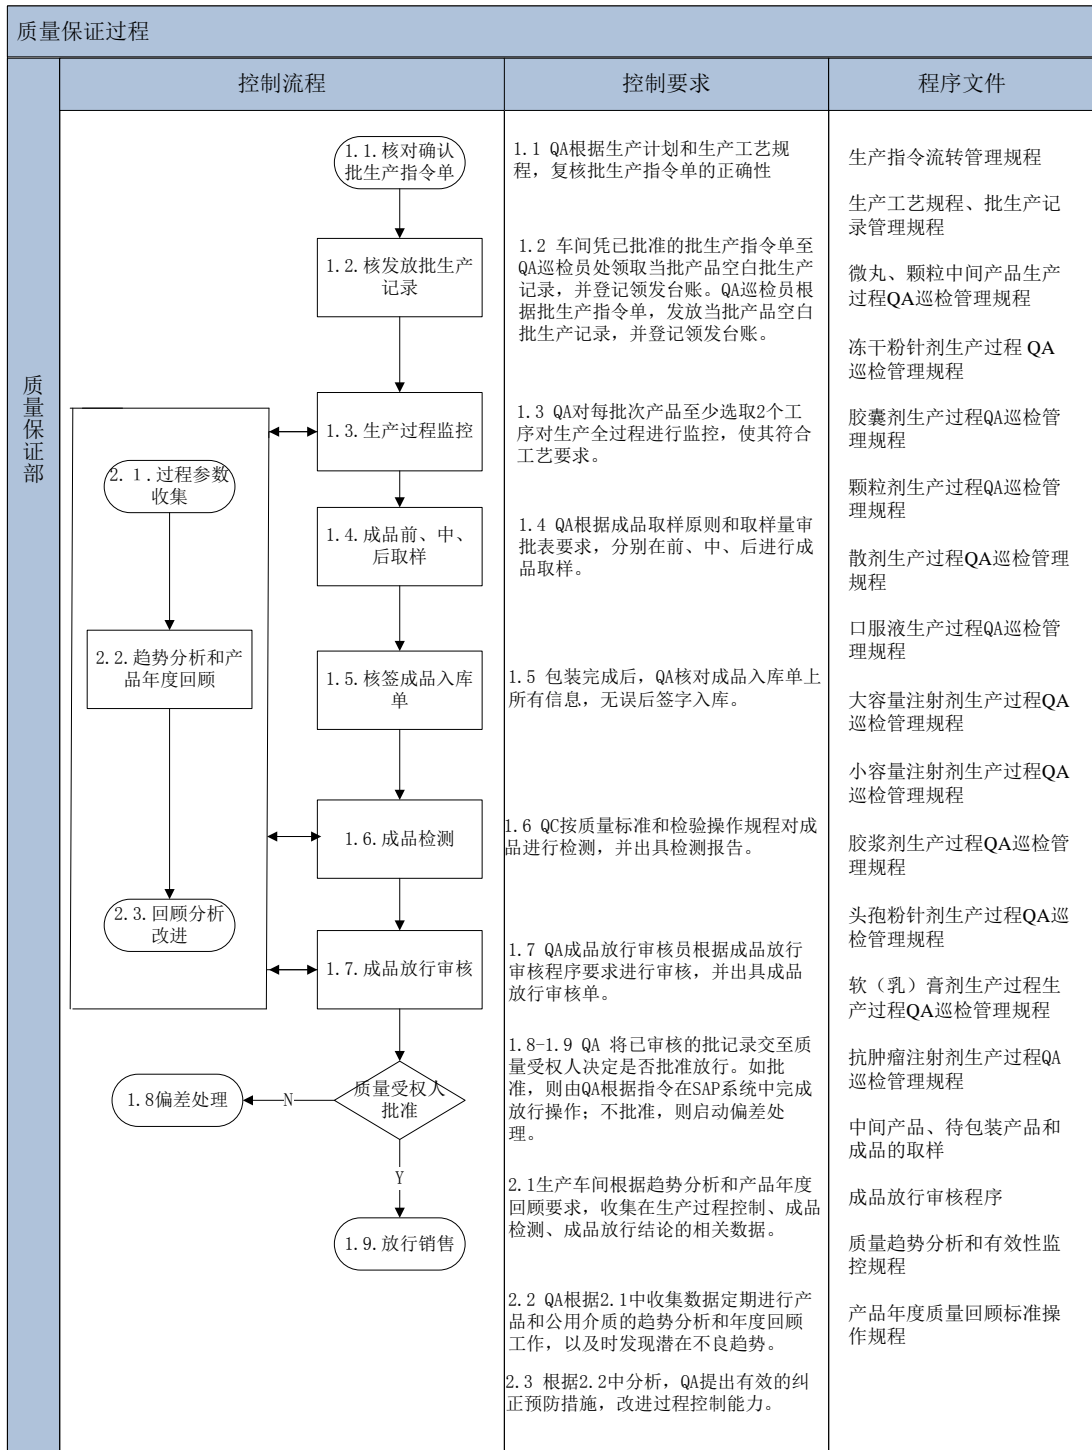 质量保证过程
控制流程
控制要求
程序文件
质量保证部
1.1.核对确认
批生产指令单
1.2.核发放批生产
记录
1.3.生产过程监控
2.1.过程参数
收集
1.4.成品前、中、
后取样
2.2.趋势分析和产
品年度回顾
1.5.核签成品入库
单
1.6.成品检测
2.3.回顾分析
改进
1.7.成品放行审核
质量受权人
批准
N
1.8偏差处理
Y
1.9.放行销售
1.1 QA根据生产计划和生产工艺规
程，复核批生产指令单的正确性
1.2 车间凭已批准的批生产指令单至
QA巡检员处领取当批产品空白批生产
记录，并登记领发台账。QA巡检员根
据批生产指令单，发放当批产品空白
批生产记录，并登记领发台账。
1.3 QA对每批次产品至少选取2个工
序对生产全过程进行监控，使其符合
工艺要求。
1.4 QA根据成品取样原则和取样量审
批表要求，分别在前、中、后进行成
品取样。
1.5 包装完成后，QA核对成品入库单上
所有信息，无误后签字入库。
1.6 QC按质量标准和检验操作规程对成
品进行检测，并出具检测报告。
1.7 QA成品放行审核员根据成品放行
审核程序要求进行审核，并出具成品
放行审核单。
1.8-1.9 QA 将已审核的批记录交至质
量受权人决定是否批准放行。如批
准，则由QA根据指令在SAP系统中完成
放行操作；不批准，则启动偏差处
理。
2.1生产车间根据趋势分析和产品年度
回顾要求，收集在生产过程控制、成品
检测、成品放行结论的相关数据。
2.2 QA根据2.1中收集数据定期进行产
品和公用介质的趋势分析和年度回顾
工作，以及时发现潜在不良趋势。
2.3 根据2.2中分析，QA提出有效的纠
正预防措施，改进过程控制能力。
生产指令流转管理规程
生产工艺规程、批生产记
录管理规程
微丸、颗粒中间产品生产
过程QA巡检管理规程
冻干粉针剂生产过程 QA
巡检管理规程
胶囊剂生产过程QA巡检管
理规程
颗粒剂生产过程QA巡检管
理规程
散剂生产过程QA巡检管理
规程
口服液生产过程QA巡检管
理规程
大容量注射剂生产过程QA
巡检管理规程
小容量注射剂生产过程QA
巡检管理规程
胶浆剂生产过程QA巡检管
理规程
头孢粉针剂生产过程QA巡
检管理规程
软（乳）膏剂生产过程生
产过程QA巡检管理规程
抗肿瘤注射剂生产过程QA
巡检管理规程
中间产品、待包装产品和
成品的取样
成品放行审核程序
质量趋势分析和有效性监
控规程
产品年度质量回顾标准操
作规程